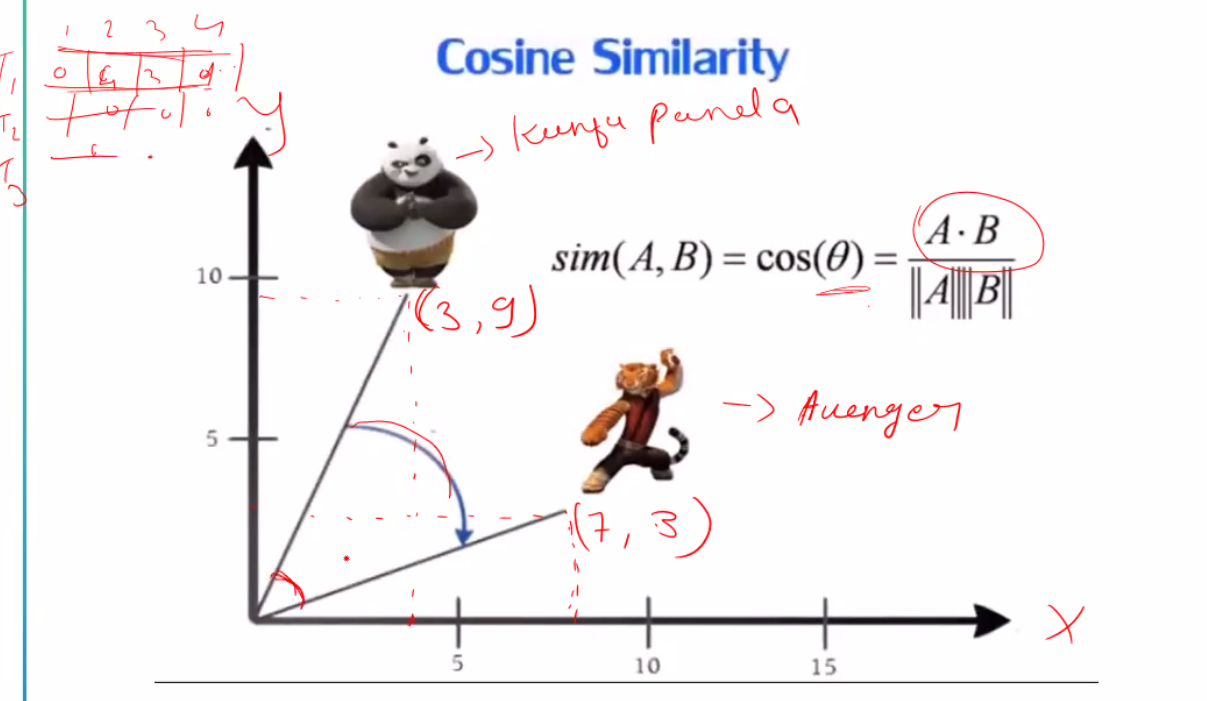 1 2 3 4
Cosine Similarity
T1
0
T2
T3
Y
Kunfu Panda
10
sim(A, B) = cos(θ) = A · B / ||A||||B||
(3, 9)
5
Avenger
(7, 3)
X
5 10 15